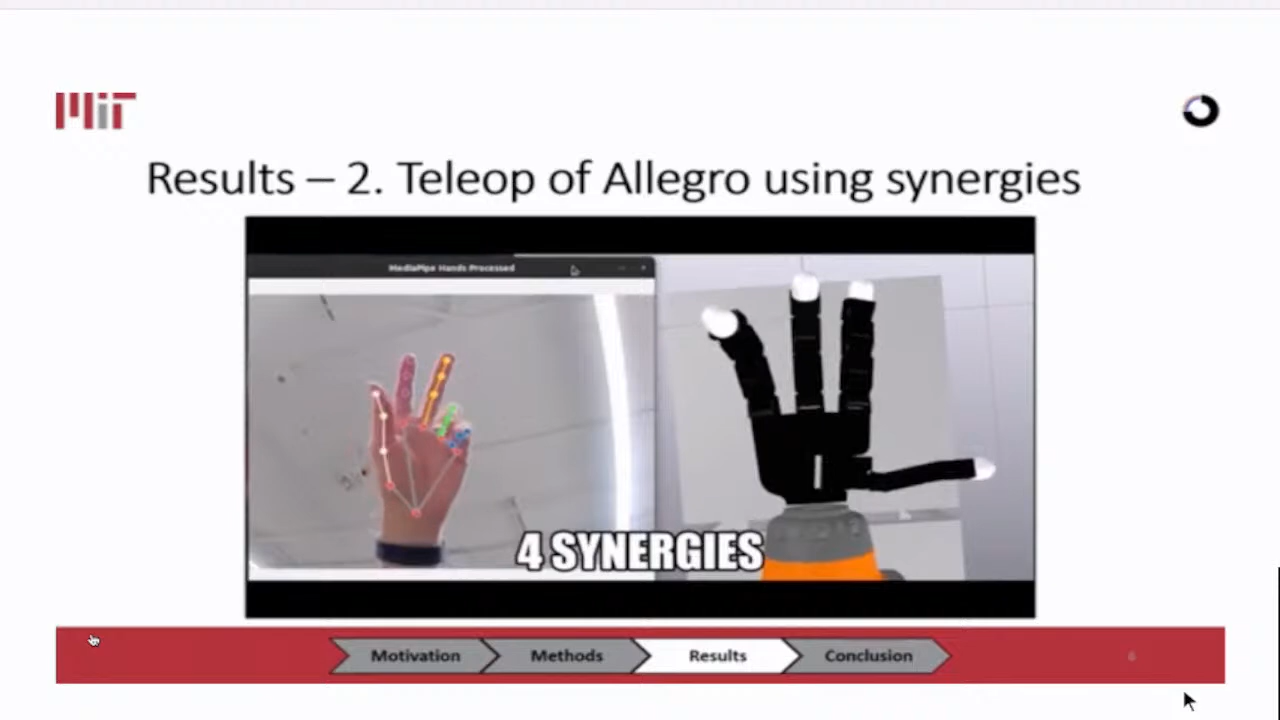 MIT
Results – 2. Teleop of Allegro using synergies
MediaPipe Hands Processed
4 SYNERGIES
Motivation
Methods
Results
Conclusion